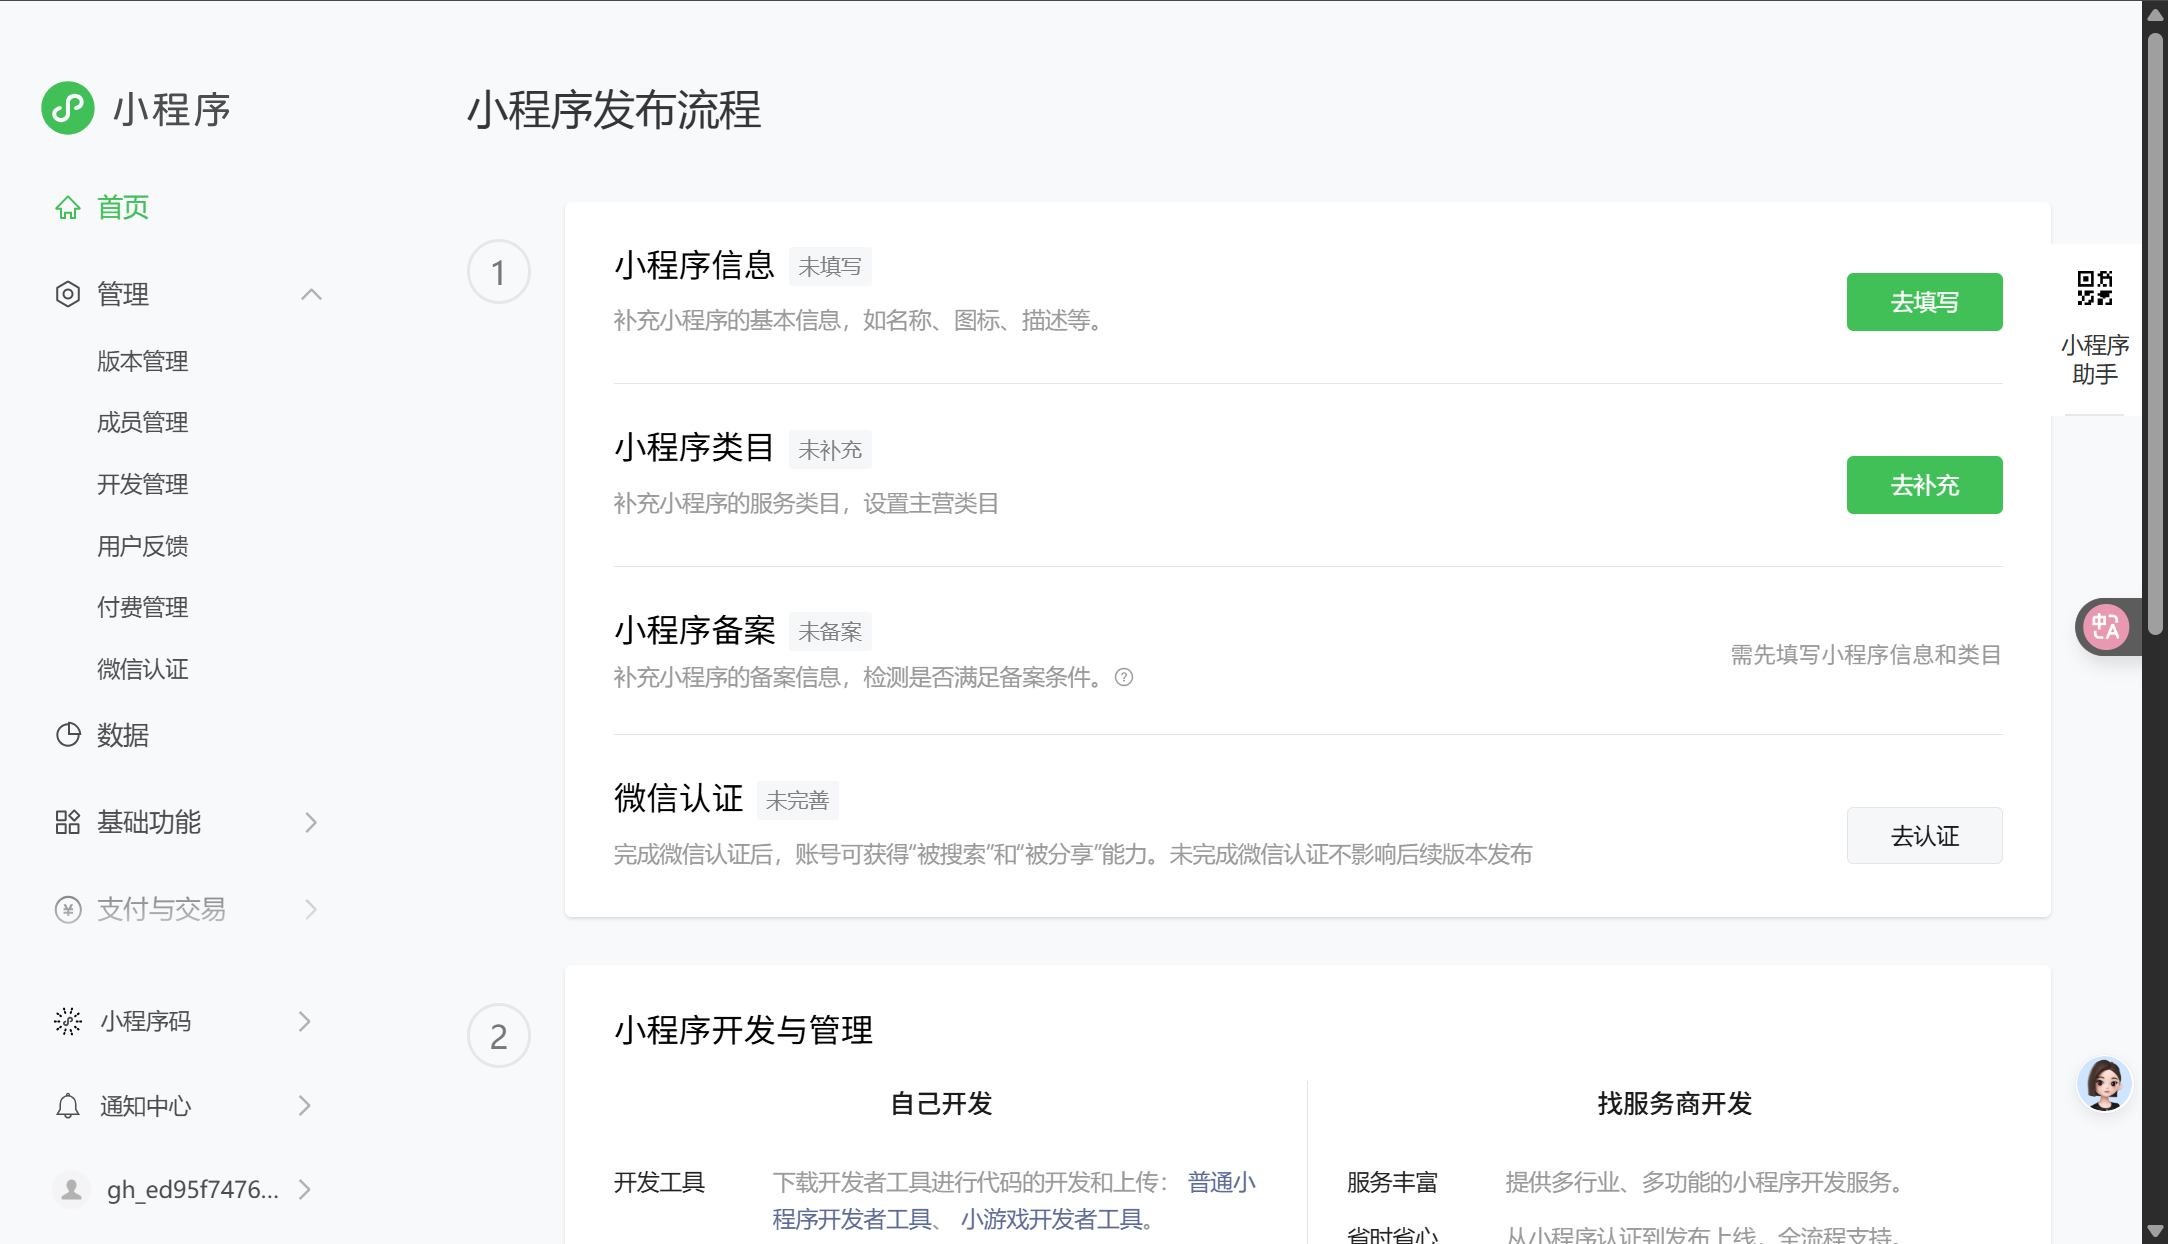 小程序
首页
管理
版本管理
成员管理
开发管理
用户反馈
付费管理
微信认证
数据
基础功能
支付与交易
小程序码
通知中心
gh_ed95f7476...
小程序发布流程
1
小程序信息 未填写
补充小程序的基本信息，如名称、图标、描述等。
去填写
小程序类目 未补充
补充小程序的服务类目，设置主营类目
去补充
小程序备案 未备案
补充小程序的备案信息，检测是否满足备案条件。
需先填写小程序信息和类目
微信认证 未完善
完成微信认证后，账号可获得“被搜索”和“被分享”能力。未完成微信认证不影响后续版本发布
去认证
2
小程序开发与管理
自己开发
开发工具
下载开发者工具进行代码的开发和上传： 普通小
程序开发者工具、 小游戏开发者工具。
找服务商开发
服务丰富
提供多行业、多功能的小程序开发服务。
省时省心
从小程序认证到发布上线，全流程支持。
小程序
助手
中A